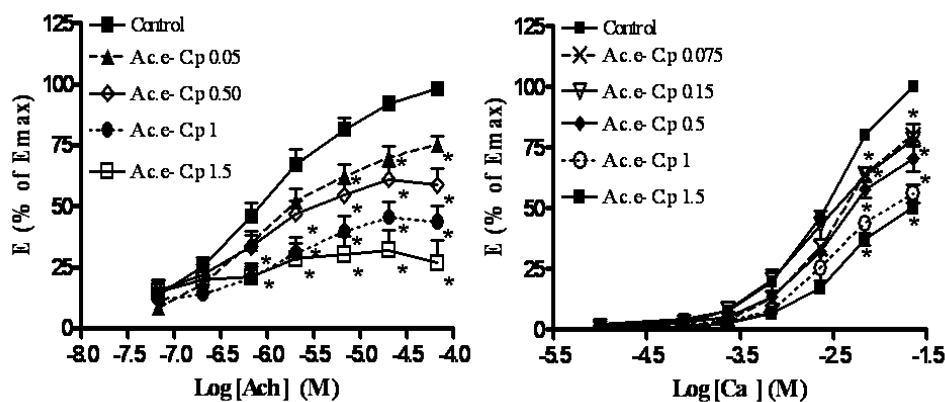 125
100
75
50
25
0
E (% of Emax)
Control
Ac.e- Cp 0.05
Ac.e- Cp 0.50
Ac.e- Cp 1
Ac.e- Cp 1.5
* * * *
* * * *
* * * * *
* * * * *
-8.0 -7.5 -7.0 -6.5 -6.0 -5.5 -5.0 -4.5 -4.0
Log [Ach] (M)
125
100
75
50
25
0
E (% of Emax)
Control
Ac.e- Cp 0.075
Ac.e- Cp 0.15
Ac.e- Cp 0.5
Ac.e- Cp 1
Ac.e- Cp 1.5
* *
* *
* *
* *
-5.5 -4.5 -3.5 -2.5 -1.5
Log [Ca ] (M)